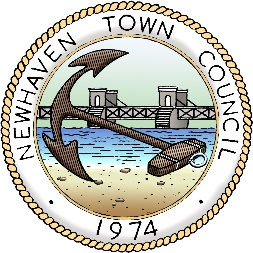 NEWHAVEN TOWN COUNCIL
· 1974 ·